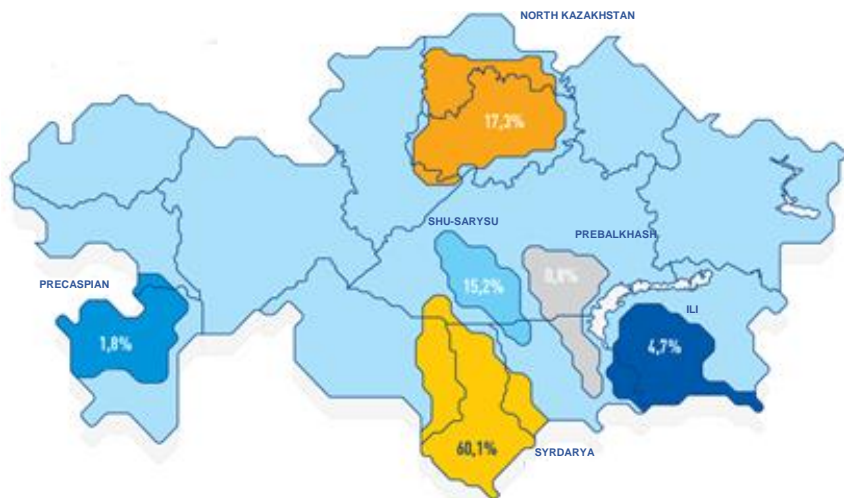 NORTH KAZAKHSTAN
17,3%
SHU-SARYSU
PREBALKHASH
PRECASPIAN
15,2%
0,8%
ILI
1,8%
4,7%
60,1%
SYRDARYA